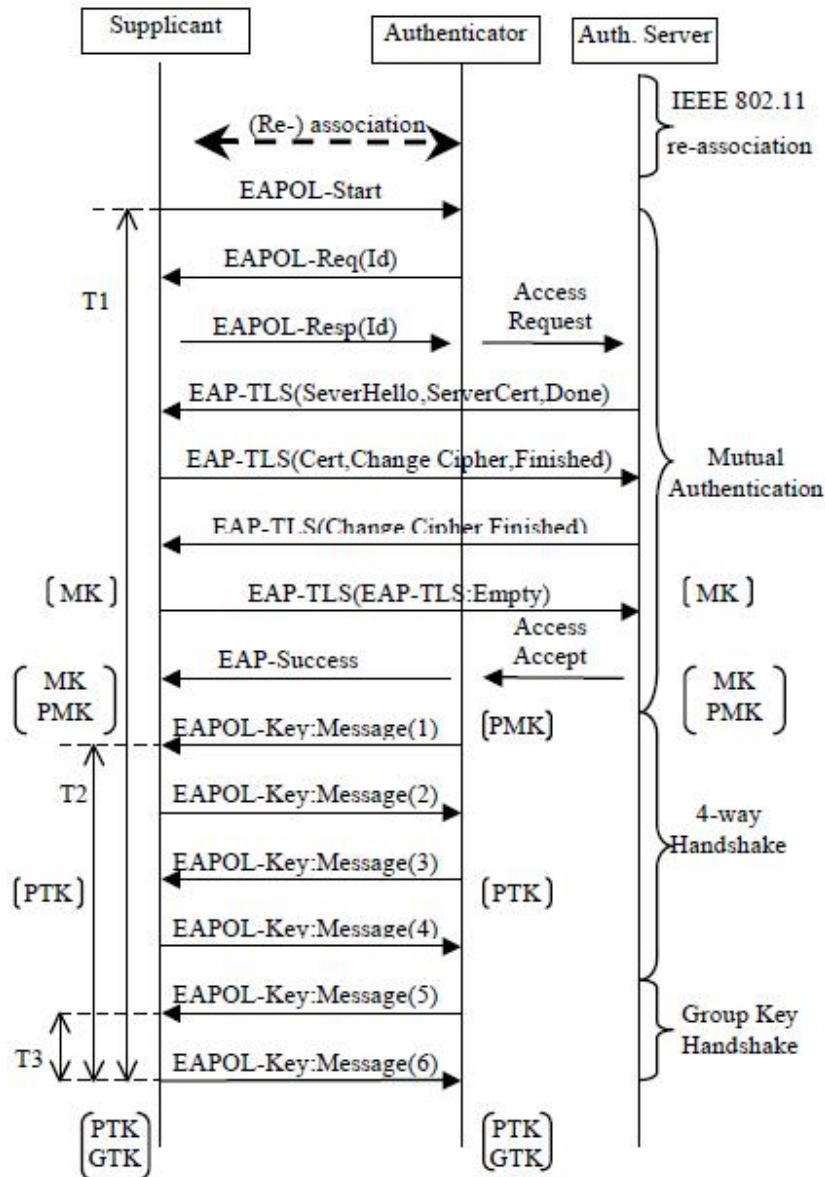 Supplicant
Authenticator
Auth. Server
IEEE 802.11
re-association
(Re-) association
EAPOL-Start
T1
EAPOL-Req(Id)
Access
Request
EAPOL-Resp(Id)
EAP-TLS(SeverHello,ServerCert,Done)
EAP-TLS(Cert,Change Cipher,Finished)
Mutual
Authentication
EAP-TLS(Change Cipher Finished)
[MK]
EAP-TLS(EAP-TLS:Empty)
[MK]
Access
Accept
EAP-Success
MK
PMK
MK
PMK
EAPOL-Key:Message(1)
[PMK]
T2
EAPOL-Key:Message(2)
4-way
Handshake
EAPOL-Key:Message(3)
[PTK]
[PTK]
EAPOL-Key:Message(4)
EAPOL-Key:Message(5)
Group Key
Handshake
T3
EAPOL-Key:Message(6)
PTK
GTK
PTK
GTK